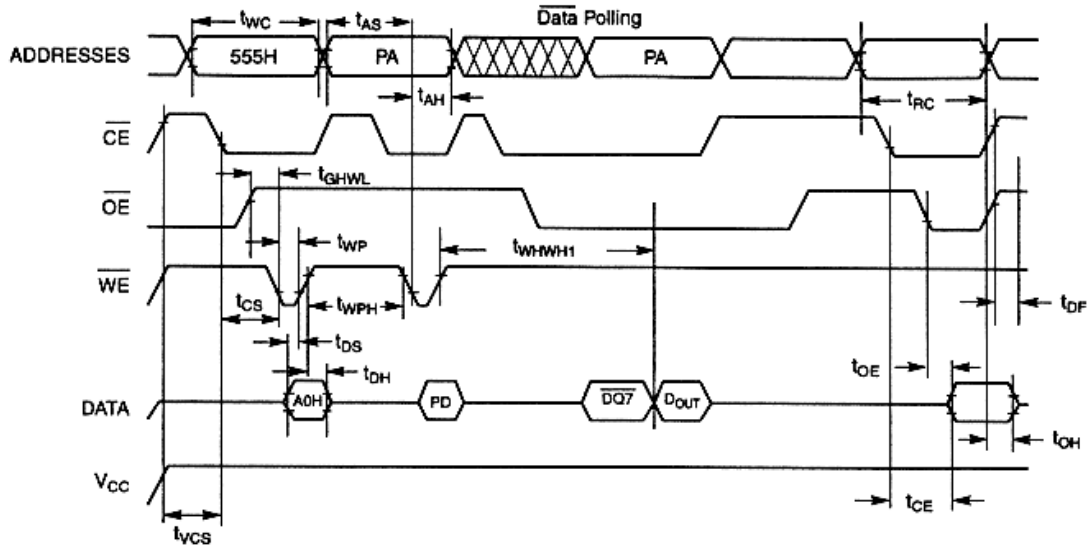 Data Polling
tWC
tAS
ADDRESSES
555H
PA
PA
tAH
tRC
CE
tGHWL
OE
tWP
tWHWH1
WE
tCS
tWPH
tDF
tDS
tOE
tDH
DATA
A0H
PD
DQ7
DOUT
tOH
VCC
tCE
tVCS